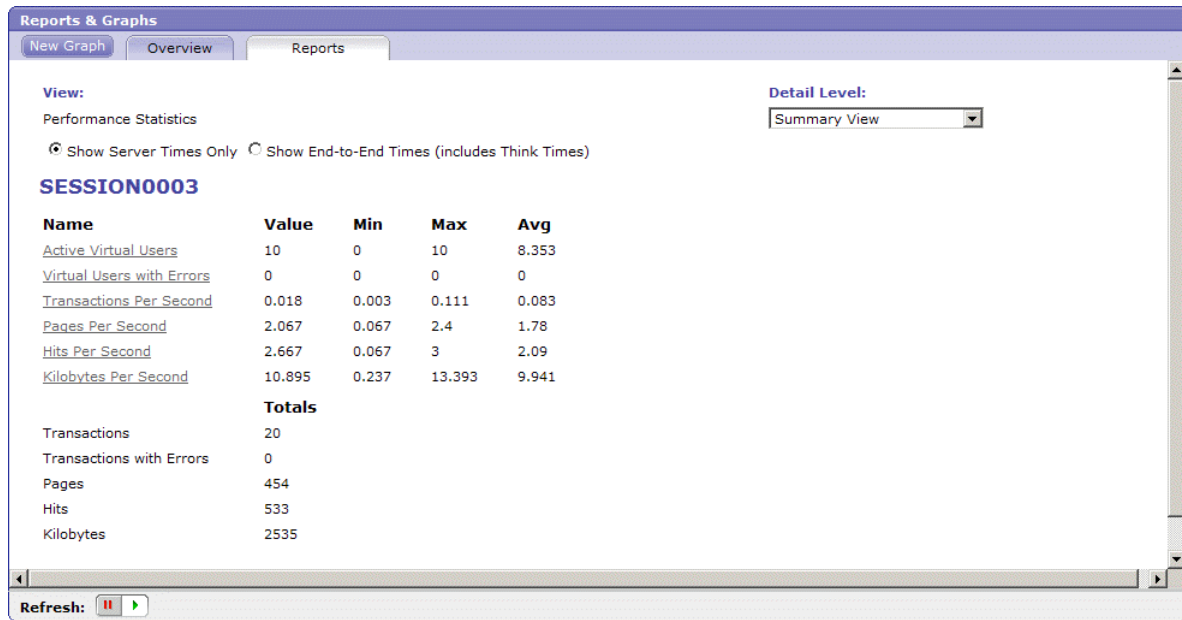 Reports & Graphs
New Graph Overview Reports
View: Detail Level:
Performance Statistics Summary View
Show Server Times Only Show End-to-End Times (includes Think Times)
SESSION0003
Name Value Min Max Avg
Active Virtual Users 10 0 10 8.353
Virtual Users with Errors 0 0 0 0
Transactions Per Second 0.018 0.003 0.111 0.083
Pages Per Second 2.067 0.067 2.4 1.78
Hits Per Second 2.667 0.067 3 2.09
Kilobytes Per Second 10.895 0.237 13.393 9.941
Totals
Transactions 20
Transactions with Errors 0
Pages 454
Hits 533
Kilobytes 2535
Refresh: